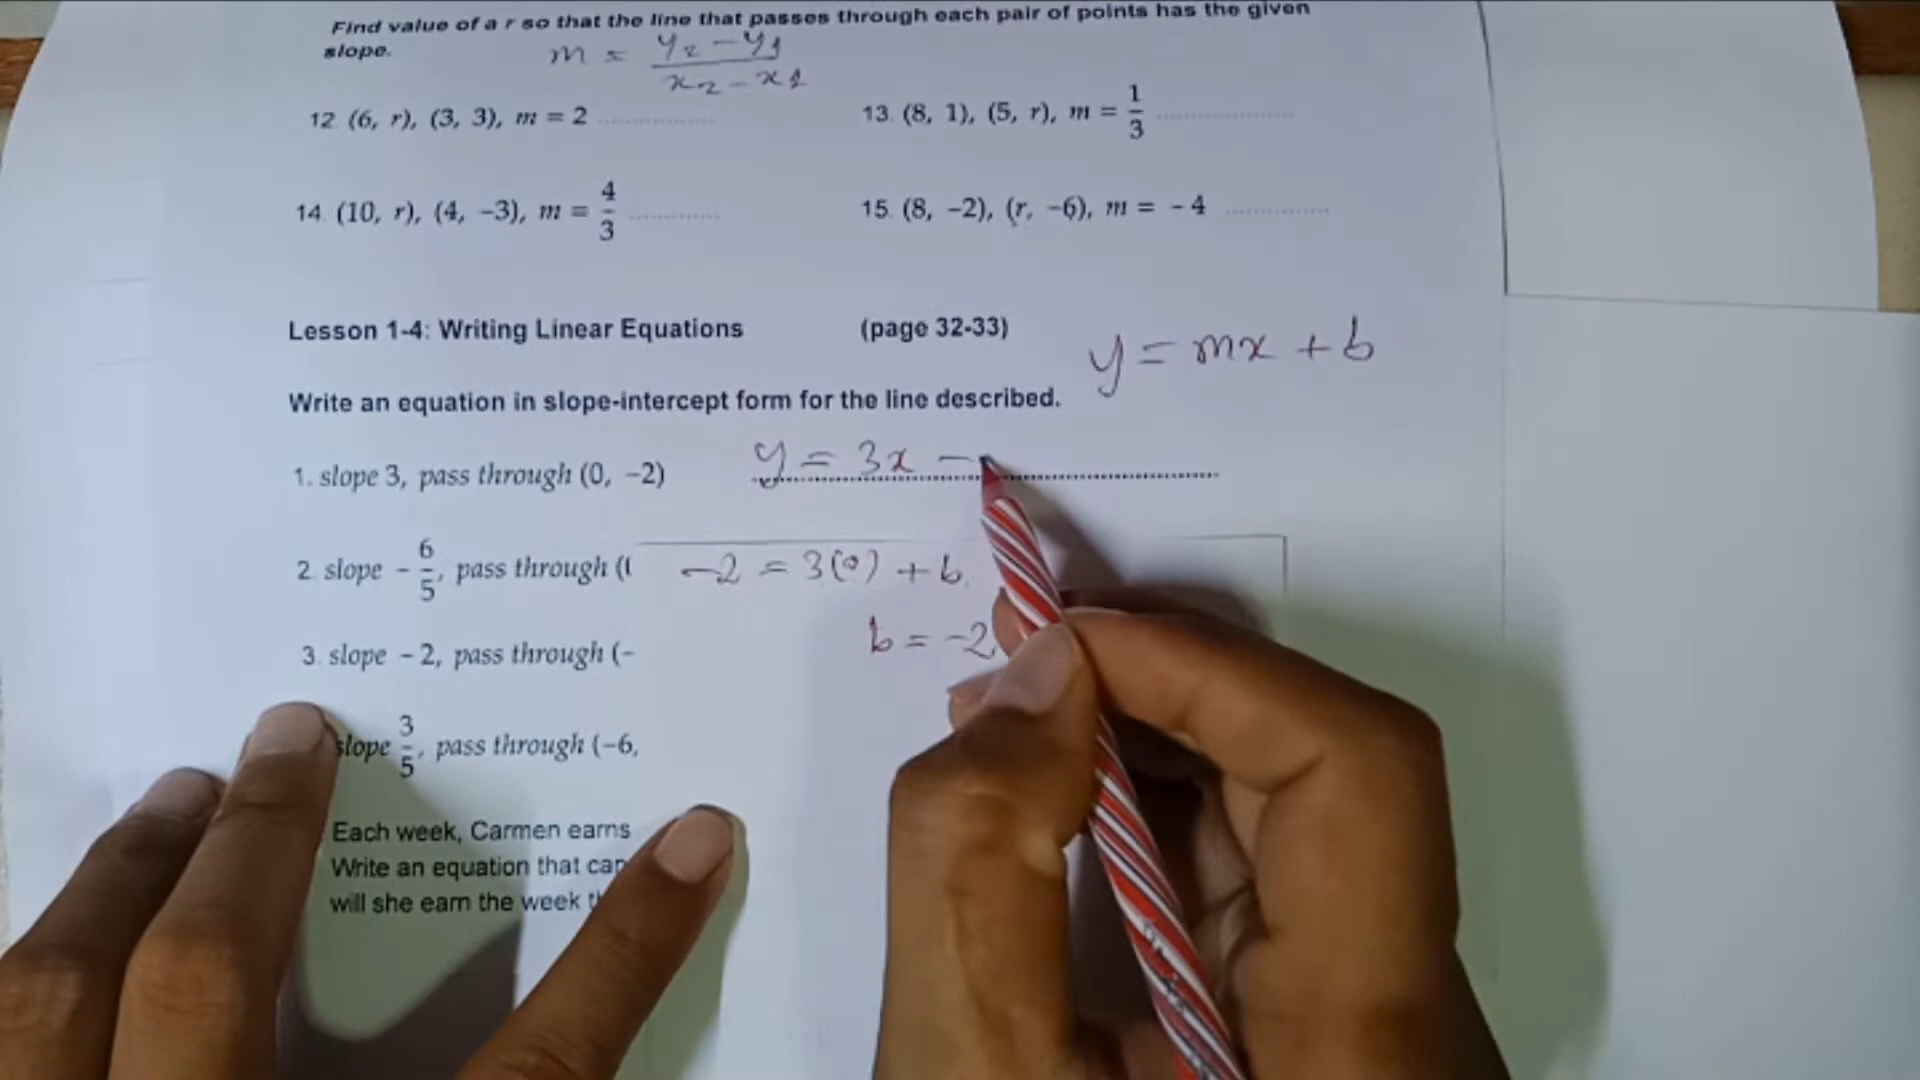 Find value of a r so that the line that passes through each pair of points has the given
slope.
m = y₂ - y₁ / x₂ - x₁
12. (6, r), (3, 3), m = 2 ..................
13. (8, 1), (5, r), m = 1/3 ..................
14. (10, r), (4, -3), m = 4/3 ..................
15. (8, -2), (r, -6), m = - 4 ..................
Lesson 1-4: Writing Linear Equations (page 32-33)
y = mx + b
Write an equation in slope-intercept form for the line described.
1. slope 3, pass through (0, -2) y = 3x -
2. slope - 6/5, pass through (
-2 = 3(0) + b
3. slope - 2, pass through (-
b = -2
slope 3/5, pass through (-6,
Each week, Carmen earns
Write an equation that can
will she earn the week